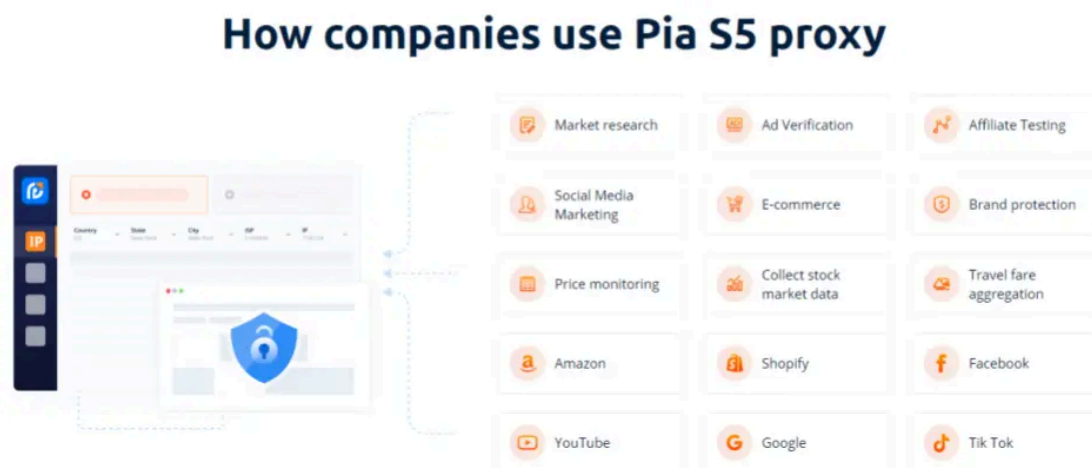 How companies use Pia S5 proxy
Market research
Ad Verification
Affiliate Testing
Social Media
Marketing
E-commerce
Brand protection
Price monitoring
Collect stock
market data
Travel fare
aggregation
Amazon
Shopify
Facebook
YouTube
Google
Tik Tok
IP
Country
State
City
ISP
IP